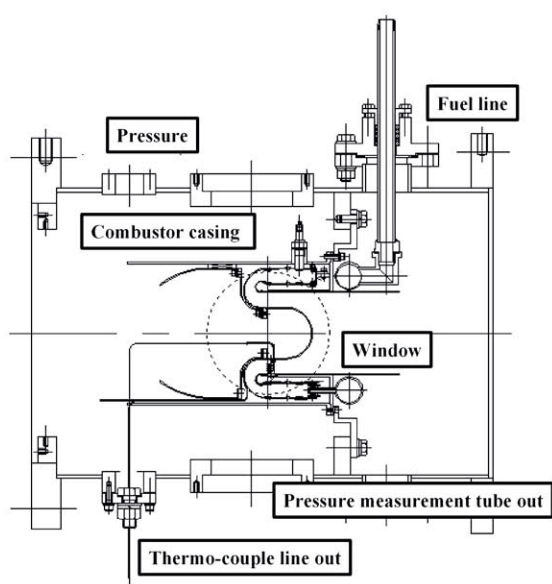 Fuel line
Pressure
Combustor casing
Window
Pressure measurement tube out
Thermo-couple line out